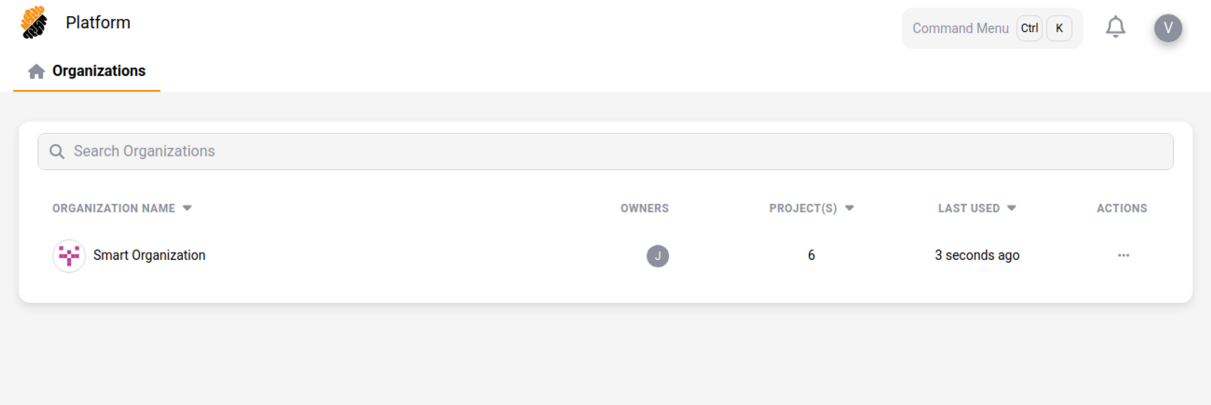 Platform
Command Menu Ctrl K
V
Organizations
Search Organizations
ORGANIZATION NAME OWNERS PROJECT(S) LAST USED ACTIONS
Smart Organization J 6 3 seconds ago ...